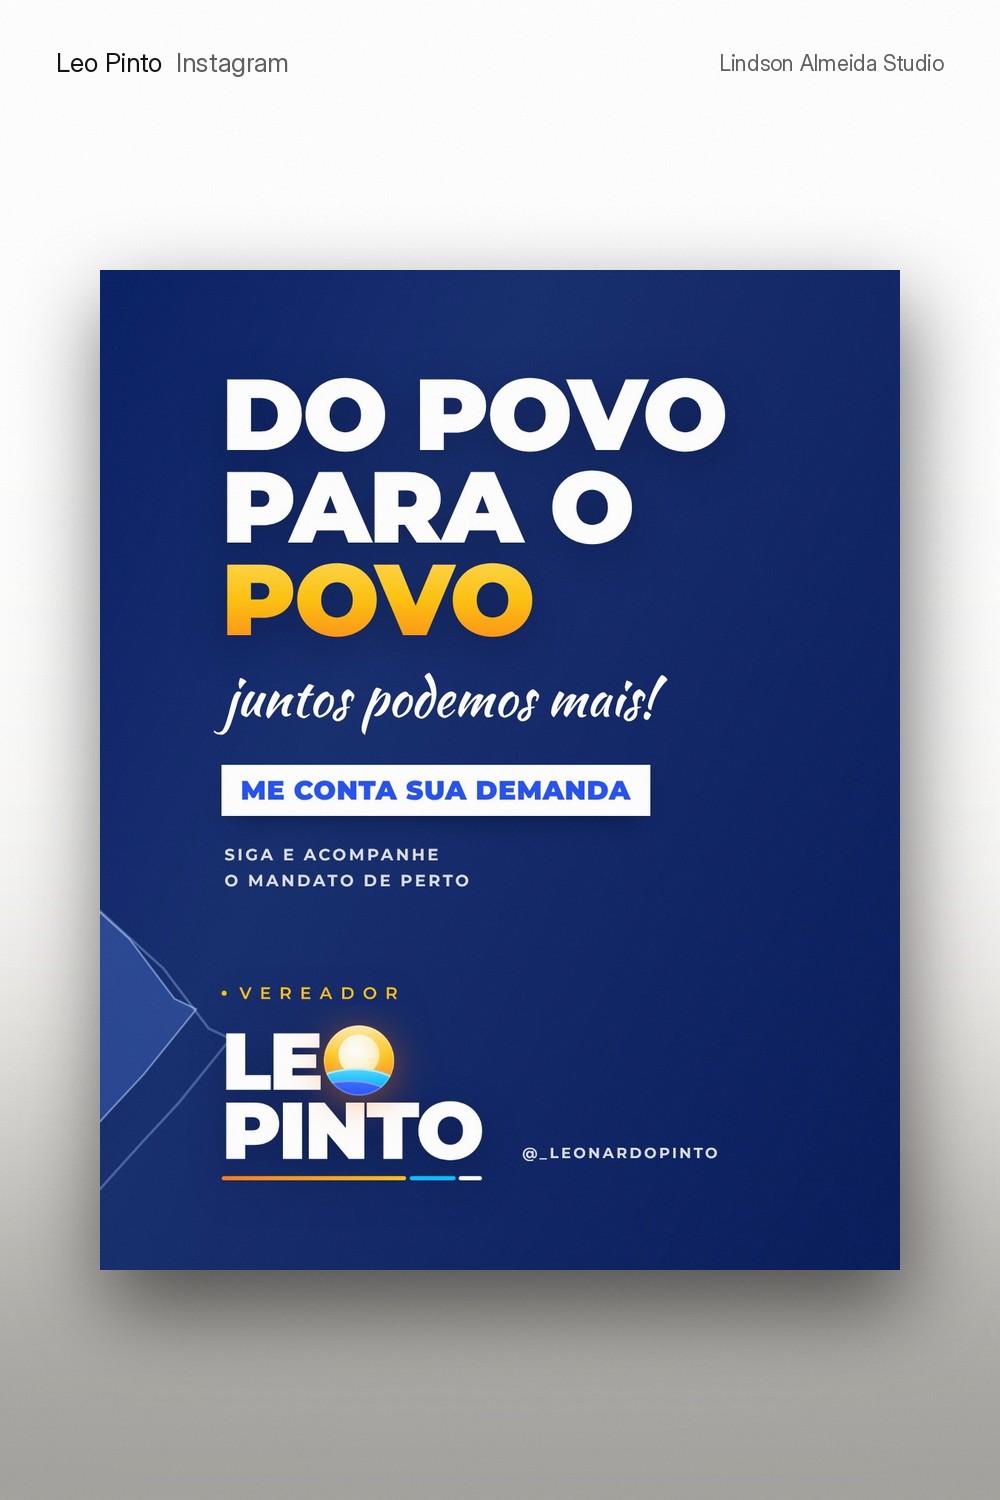 Leo Pinto Instagram
Lindson Almeida Studio
DO POVO
PARA O
POVO
juntos podemos mais!
ME CONTA SUA DEMANDA
SIGA E ACOMPANHE
O MANDATO DE PERTO
• VEREADOR
LEO
PINTO
@_LEONARDOPINTO